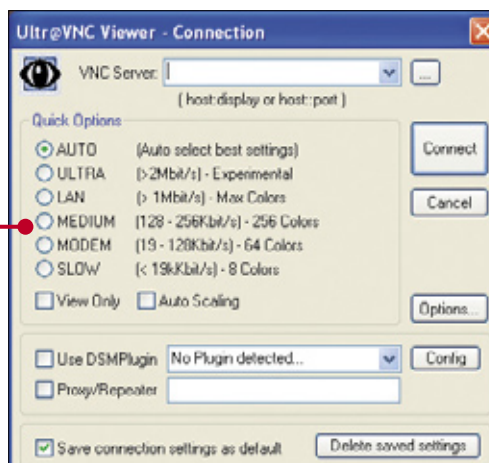 Ultr@VNC Viewer - Connection
VNC Server:
...
( host:display or host::port )
Quick Options
AUTO (Auto select best settings)
ULTRA (>2Mbit/s) - Experimental
LAN (> 1Mbit/s) - Max Colors
MEDIUM (128 - 256Kbit/s) - 256 Colors
MODEM (19 - 128Kbit/s) - 64 Colors
SLOW (< 19kKbit/s) - 8 Colors
View Only Auto Scaling
Connect
Cancel
Options...
Use DSMPlugin No Plugin detected... Config
Proxy/Repeater
Save connection settings as default Delete saved settings